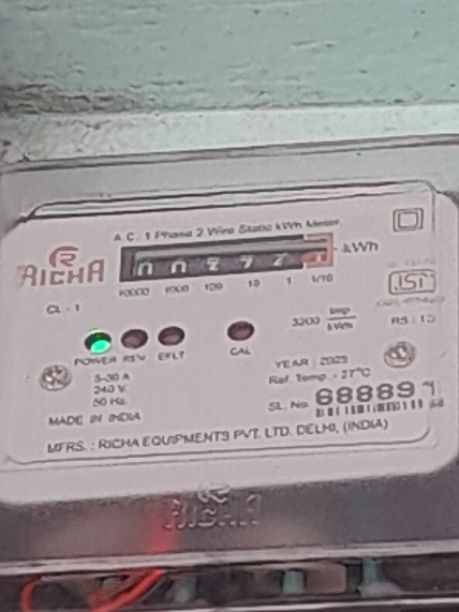 A.C. 1 Phase 2 Wire Static kWh Meter
RICHA
kWh
10000 1000 100 10 1 1/10
CL - 1
3200 imp/kWh
POWER REV EFLT CAL
5-30 A
240 V
50 Hz
YEAR : 2023
Ref. Temp. - 27°C
SL. No. 688891
MADE IN INDIA
MFRS. : RICHA EQUIPMENTS PVT. LTD. DELHI, (INDIA)
RICHA